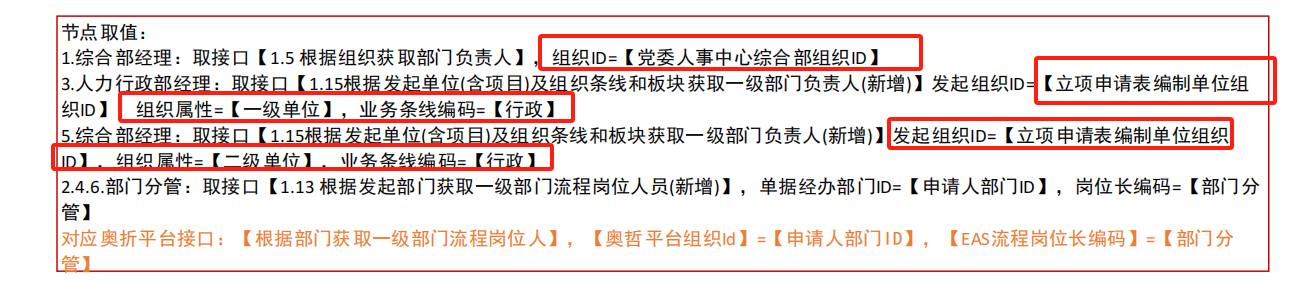 节点取值：
1.综合部经理：取接口【1.5 根据组织获取部门负责人】，组织ID=【党委人事中心综合部组织ID】
3.人力行政部经理：取接口【1.15根据发起单位(含项目)及组织条线和板块获取一级部门负责人(新增)】发起组织ID=【立项申请表编制单位组
织ID】 组织属性=【一级单位】，业务条线编码=【行政】
5.综合部经理：取接口【1.15根据发起单位(含项目)及组织条线和板块获取一级部门负责人(新增)】发起组织ID=【立项申请表编制单位组织
ID】，组织属性=【二级单位】，业务条线编码=【行政】
2.4.6.部门分管：取接口【1.13 根据发起部门获取一级部门流程岗位人员(新增)】，单据经办部门ID=【申请人部门ID】，岗位长编码=【部门分
管】
对应奥折平台接口：【根据部门获取一级部门流程岗位人】，【奥哲平台组织Id】=【申请人部门ID】，【EAS流程岗位长编码】=【部门分
管】